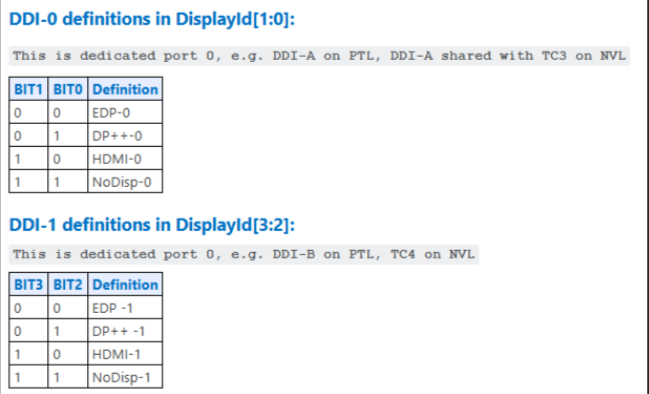 DDI-0 definitions in DisplayId[1:0]:
This is dedicated port 0, e.g. DDI-A on PTL, DDI-A shared with TC3 on NVL
BIT1 BIT0 Definition
0 0 EDP-0
0 1 DP++-0
1 0 HDMI-0
1 1 NoDisp-0
DDI-1 definitions in DisplayId[3:2]:
This is dedicated port 0, e.g. DDI-B on PTL, TC4 on NVL
BIT3 BIT2 Definition
0 0 EDP -1
0 1 DP++ -1
1 0 HDMI-1
1 1 NoDisp-1